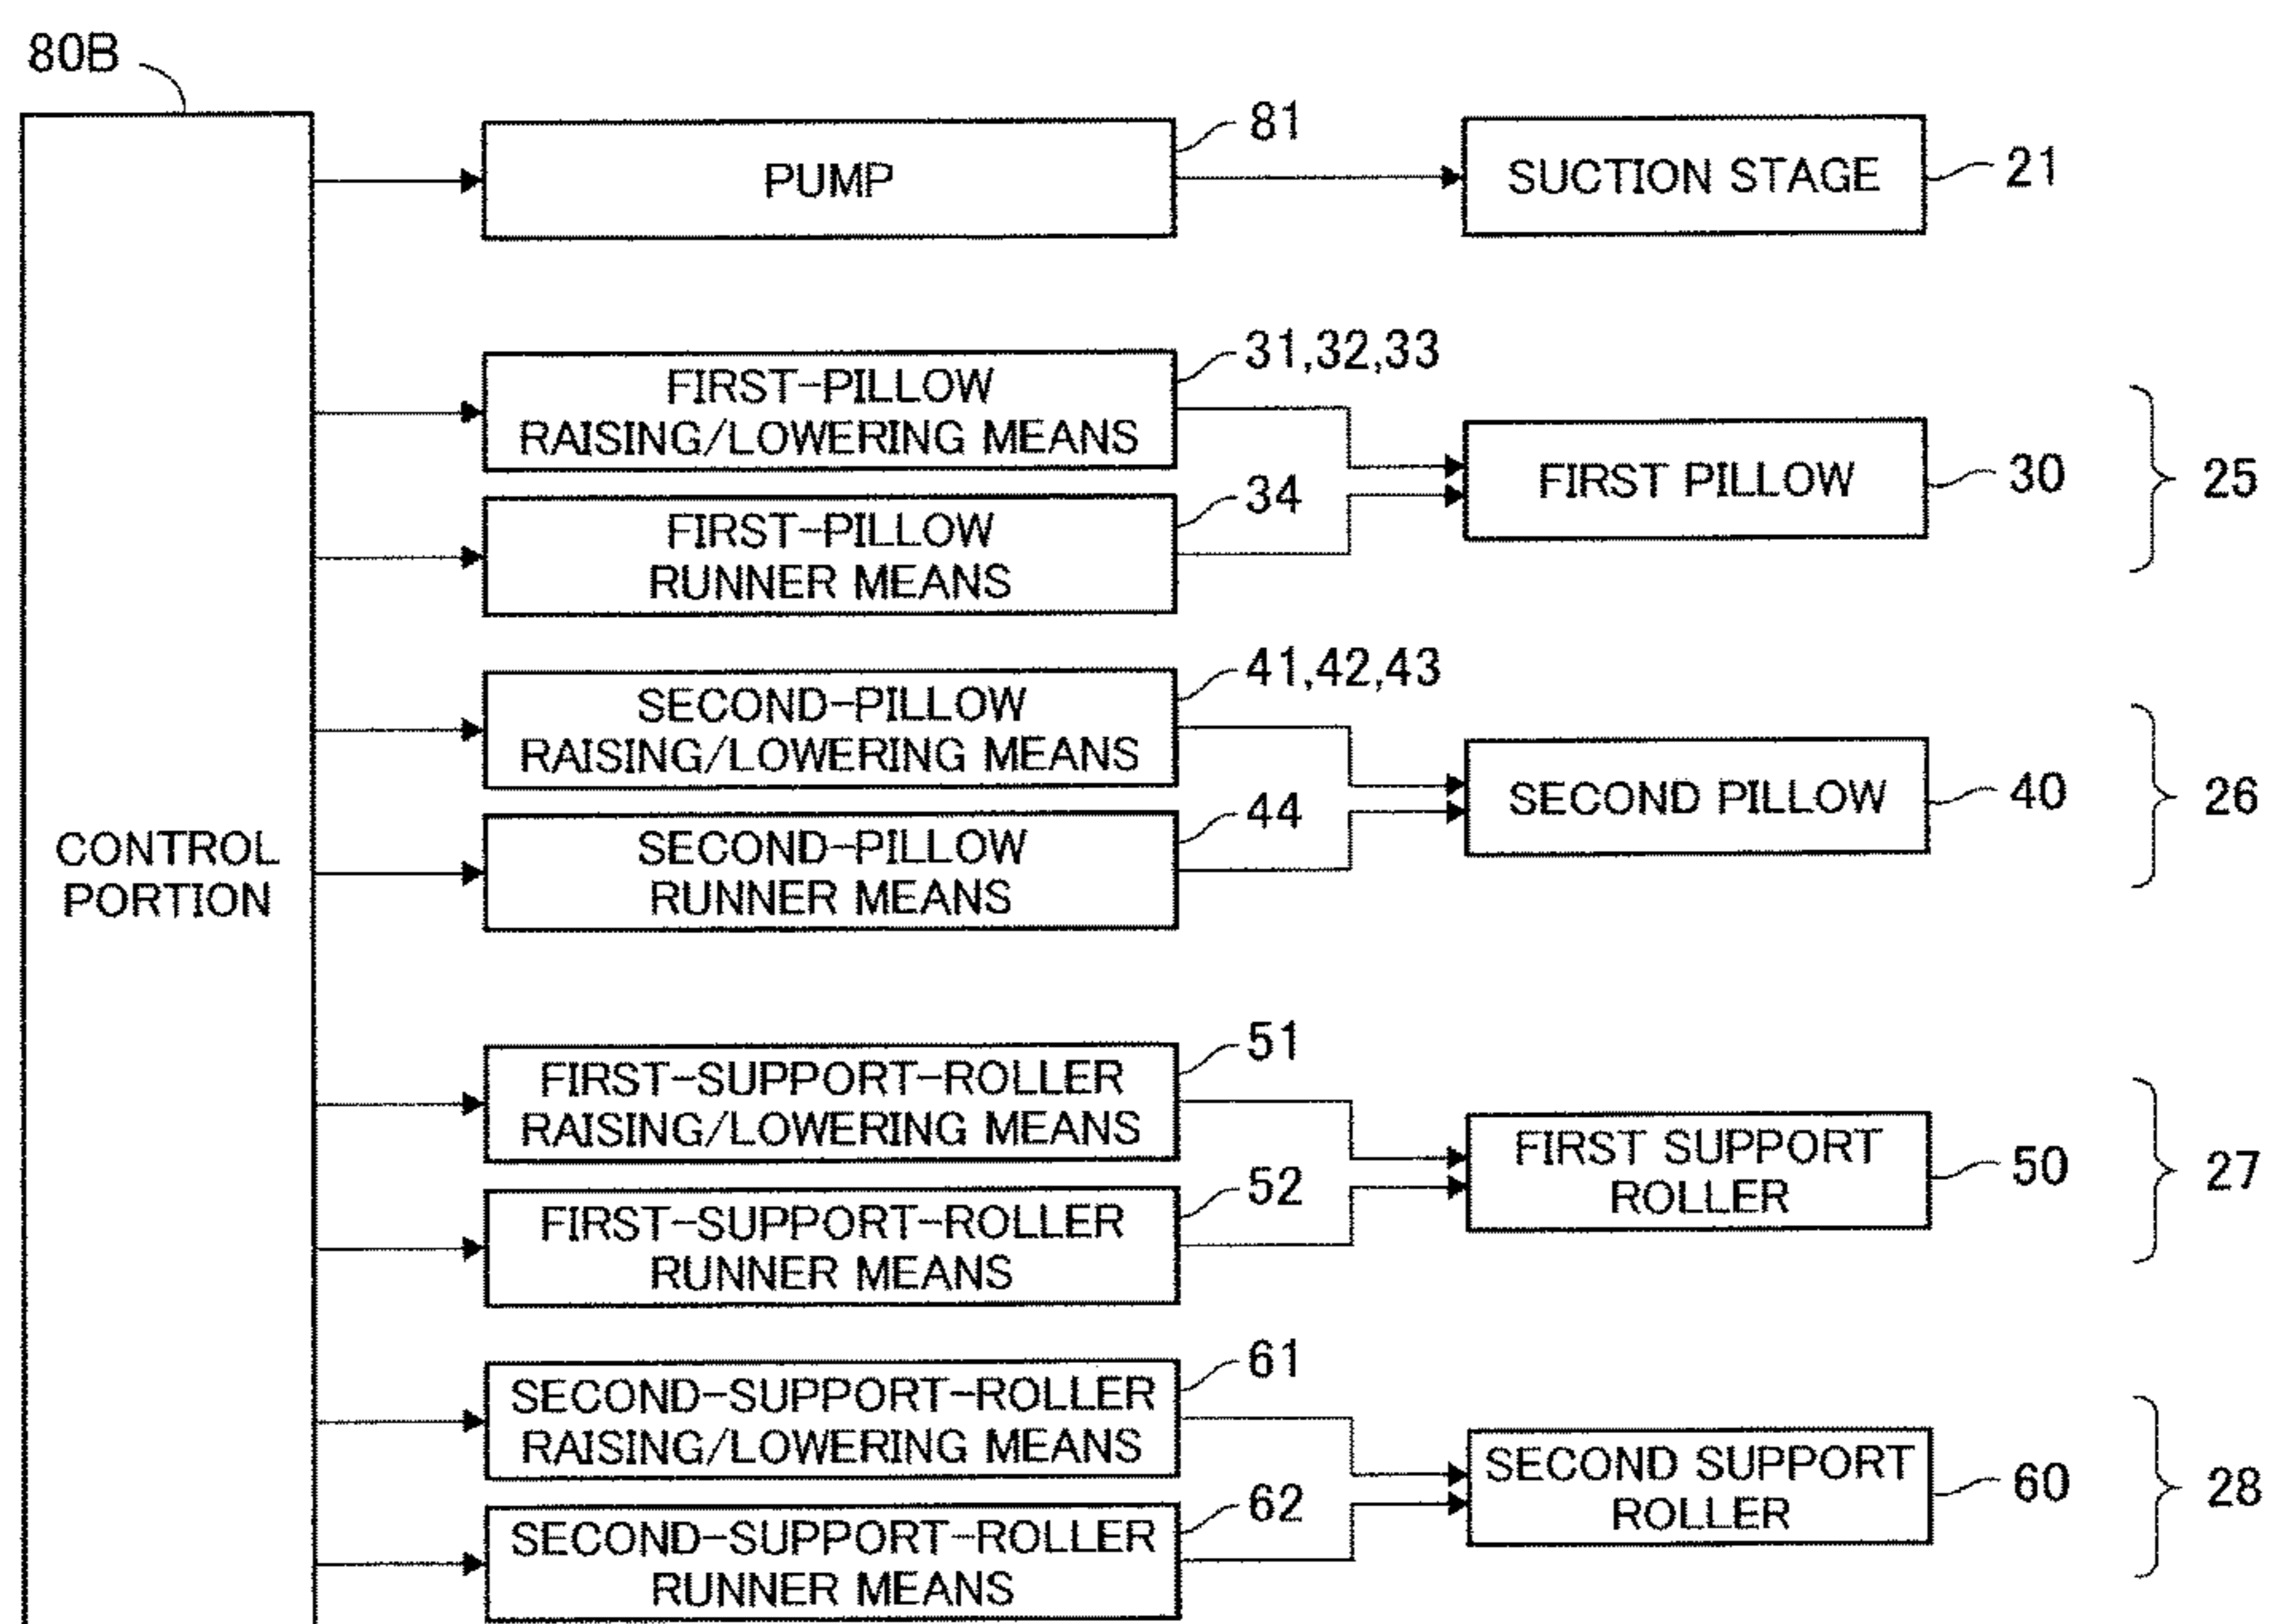 80B
CONTROL
PORTION
PUMP
81
SUCTION STAGE
21
FIRST-PILLOW
RAISING/LOWERING MEANS
31,32,33
FIRST-PILLOW
RUNNER MEANS
34
FIRST PILLOW
30
25
SECOND-PILLOW
RAISING/LOWERING MEANS
41,42,43
SECOND-PILLOW
RUNNER MEANS
44
SECOND PILLOW
40
26
FIRST-SUPPORT-ROLLER
RAISING/LOWERING MEANS
51
FIRST-SUPPORT-ROLLER
RUNNER MEANS
52
FIRST SUPPORT
ROLLER
50
27
SECOND-SUPPORT-ROLLER
RAISING/LOWERING MEANS
61
SECOND-SUPPORT-ROLLER
RUNNER MEANS
62
SECOND SUPPORT
ROLLER
60
28